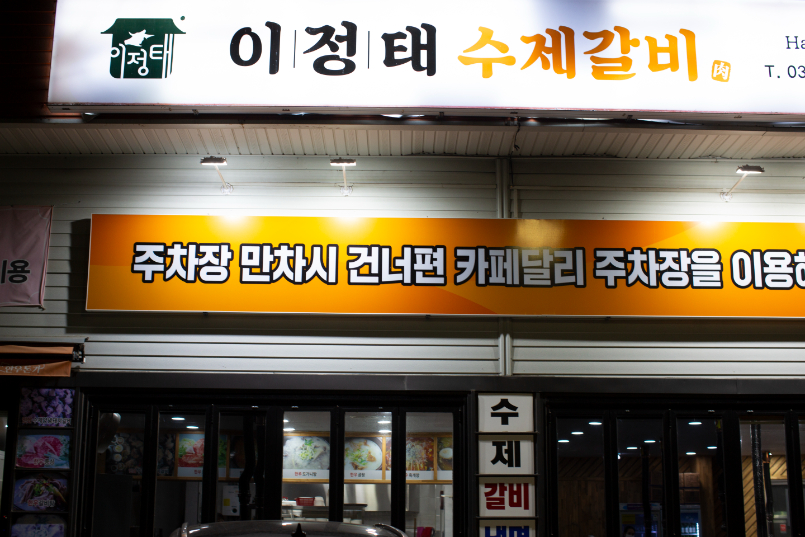 이정태
이정태 수제갈비 肉
Ha
T. 03
주차장 만차시 건너편 카페달리 주차장을 이용하
이용
수
제
갈비
냉면